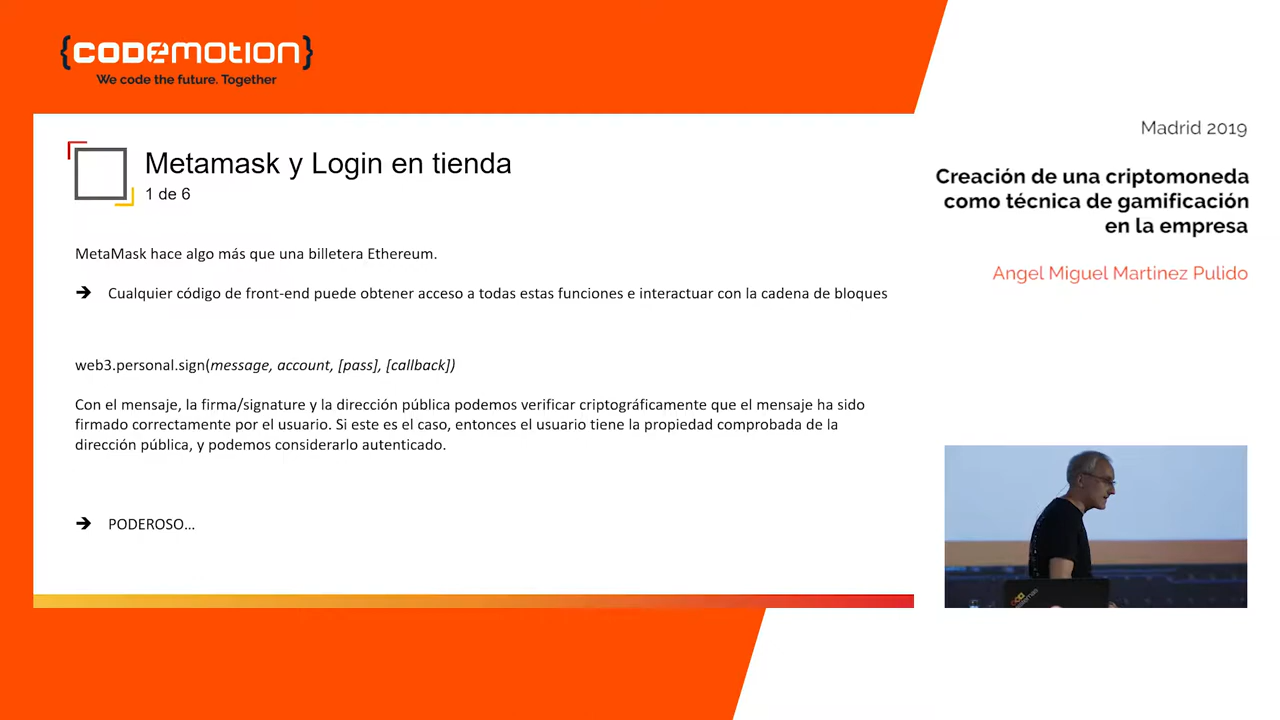 {CODEMOTION}
We code the future. Together
Metamask y Login en tienda
1 de 6
MetaMask hace algo más que una billetera Ethereum.
➔ Cualquier código de front-end puede obtener acceso a todas estas funciones e interactuar con la cadena de bloques
web3.personal.sign(message, account, [pass], [callback])
Con el mensaje, la firma/signature y la dirección pública podemos verificar criptográficamente que el mensaje ha sido
firmado correctamente por el usuario. Si este es el caso, entonces el usuario tiene la propiedad comprobada de la
dirección pública, y podemos considerarlo autenticado.
➔ PODEROSO...
Madrid 2019
Creación de una criptomoneda
como técnica de gamificación
en la empresa
Angel Miguel Martinez Pulido